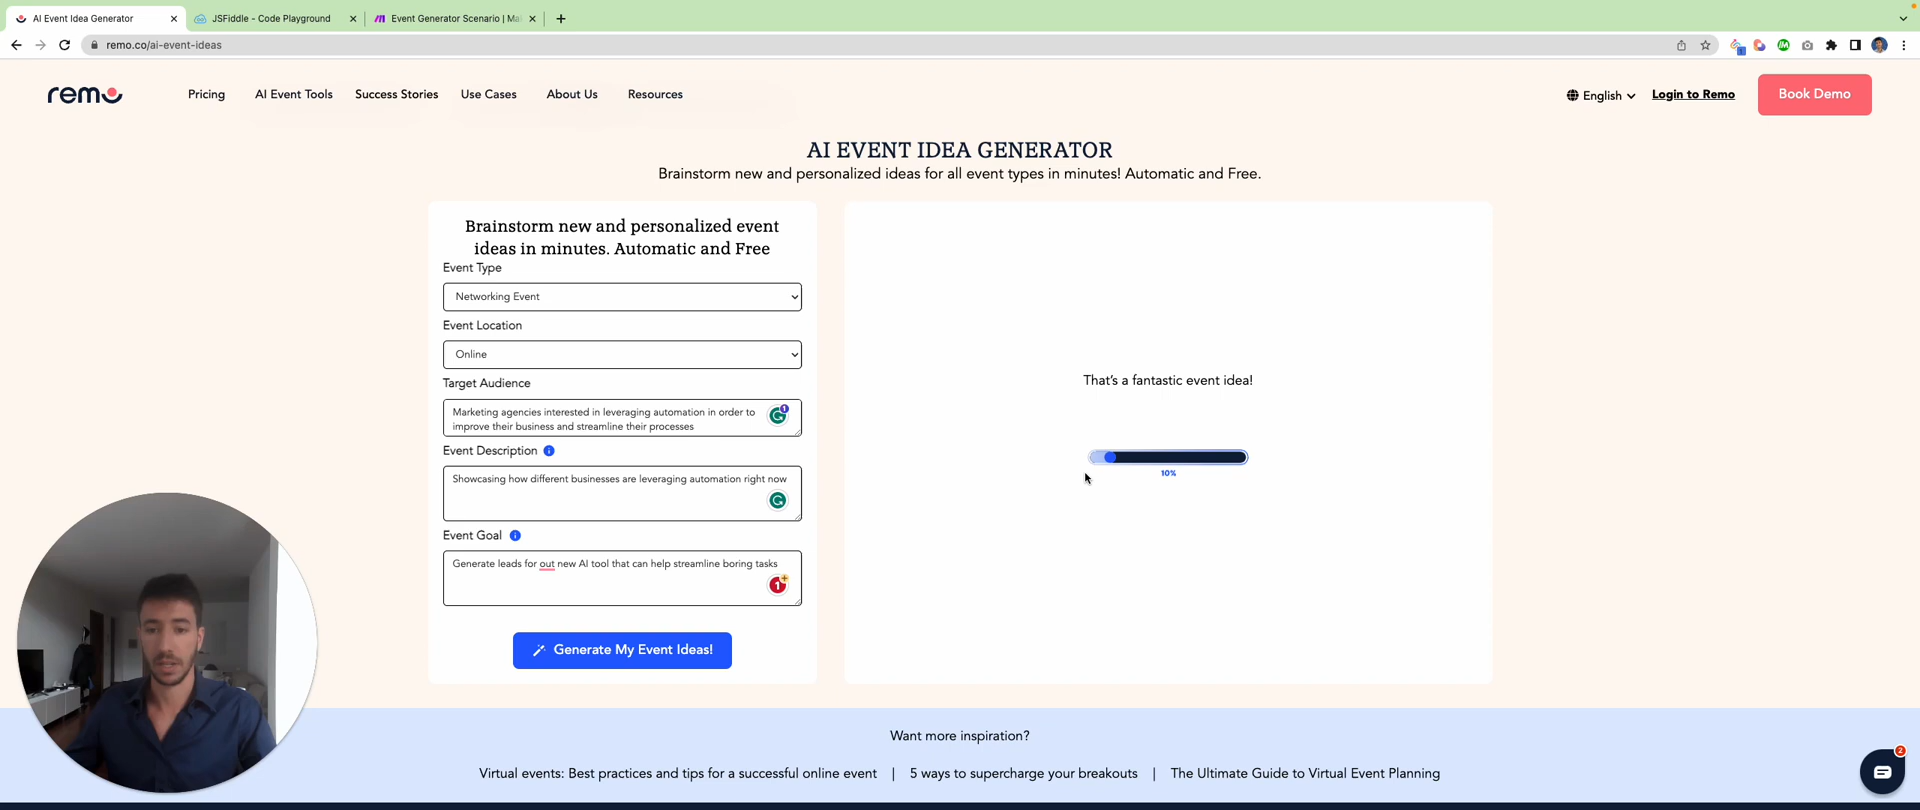 AI Event Idea Generator
JSFiddle - Code Playground
Event Generator Scenario | Ma
remo.co/ai-event-ideas
remo
Pricing
AI Event Tools
Success Stories
Use Cases
About Us
Resources
English
Login to Remo
Book Demo
AI EVENT IDEA GENERATOR
Brainstorm new and personalized ideas for all event types in minutes! Automatic and Free.
Brainstorm new and personalized event
ideas in minutes. Automatic and Free
Event Type
Networking Event
Event Location
Online
Target Audience
Marketing agencies interested in leveraging automation in order to
improve their business and streamline their processes
1
Event Description
Showcasing how different businesses are leveraging automation right now
Event Goal
Generate leads for out new AI tool that can help streamline boring tasks
1
Generate My Event Ideas!
That's a fantastic event idea!
10%
Want more inspiration?
Virtual events: Best practices and tips for a successful online event | 5 ways to supercharge your breakouts | The Ultimate Guide to Virtual Event Planning
2